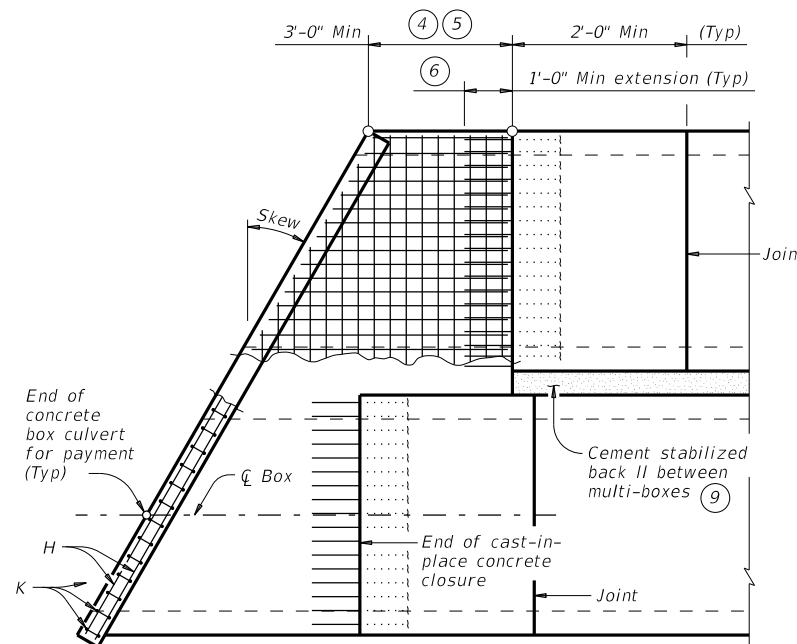 3'-0" Min
4 5
2'-0" Min
(Typ)
6
1'-0" Min extension (Typ)
Skew
Join
End of
concrete
box culvert
for payment
(Typ)
℄ Box
Cement stabilized
back II between
multi-boxes 9
H
K
End of cast-in-
place concrete
closure
Joint